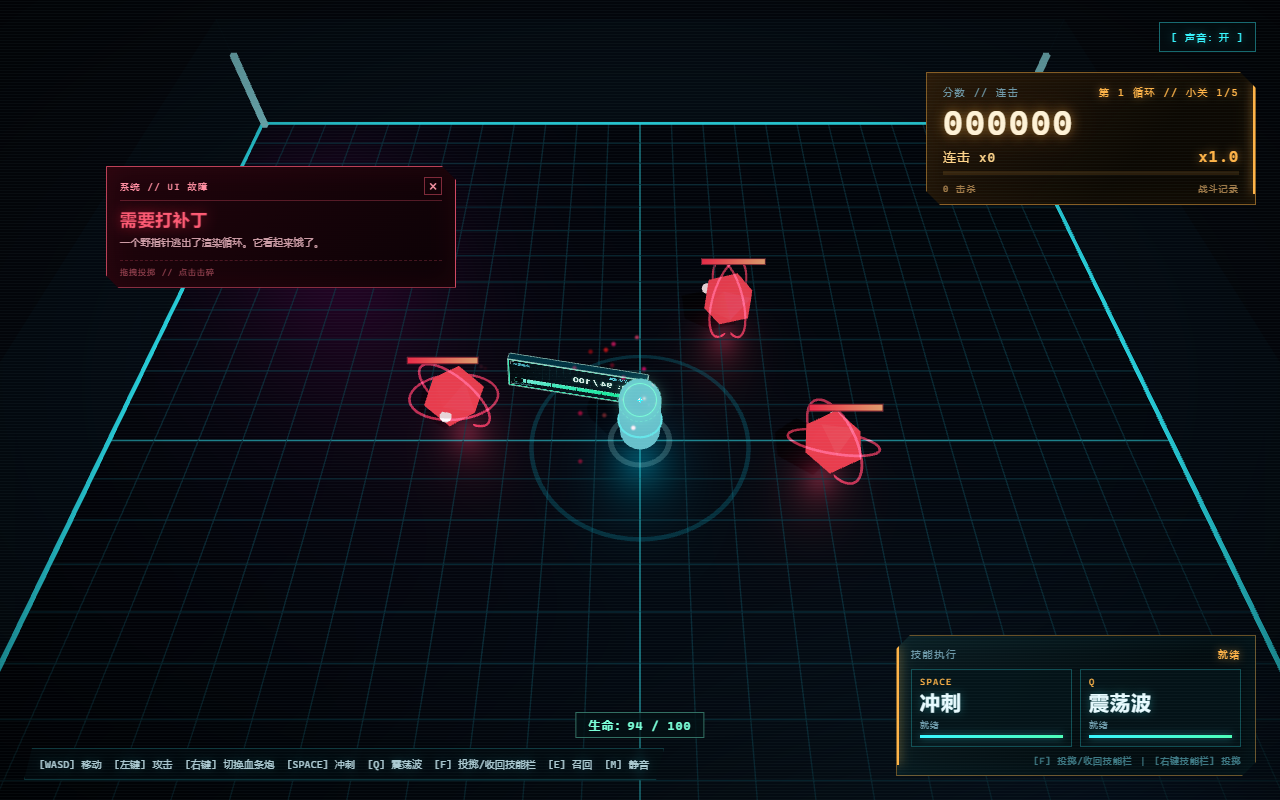 [ 声音: 开 ]
分数 // 连击
第 1 循环 // 小关 1/5
000000
连击 x0
x1.0
0 击杀
战斗记录
系统 // UI 故障
×
需要打补丁
一个野指针逃出了渲染循环。它看起来饿了。
拖拽投掷 // 点击击碎
94 / 100
技能执行
就绪
SPACE
冲刺
就绪
Q
震荡波
就绪
[F] 投掷/收回技能栏 | [右键技能栏] 投掷
生命: 94 / 100
[WASD] 移动 [左键] 攻击 [右键] 切换血条炮 [SPACE] 冲刺 [Q] 震荡波 [F] 投掷/收回技能栏 [E] 召回 [M] 静音